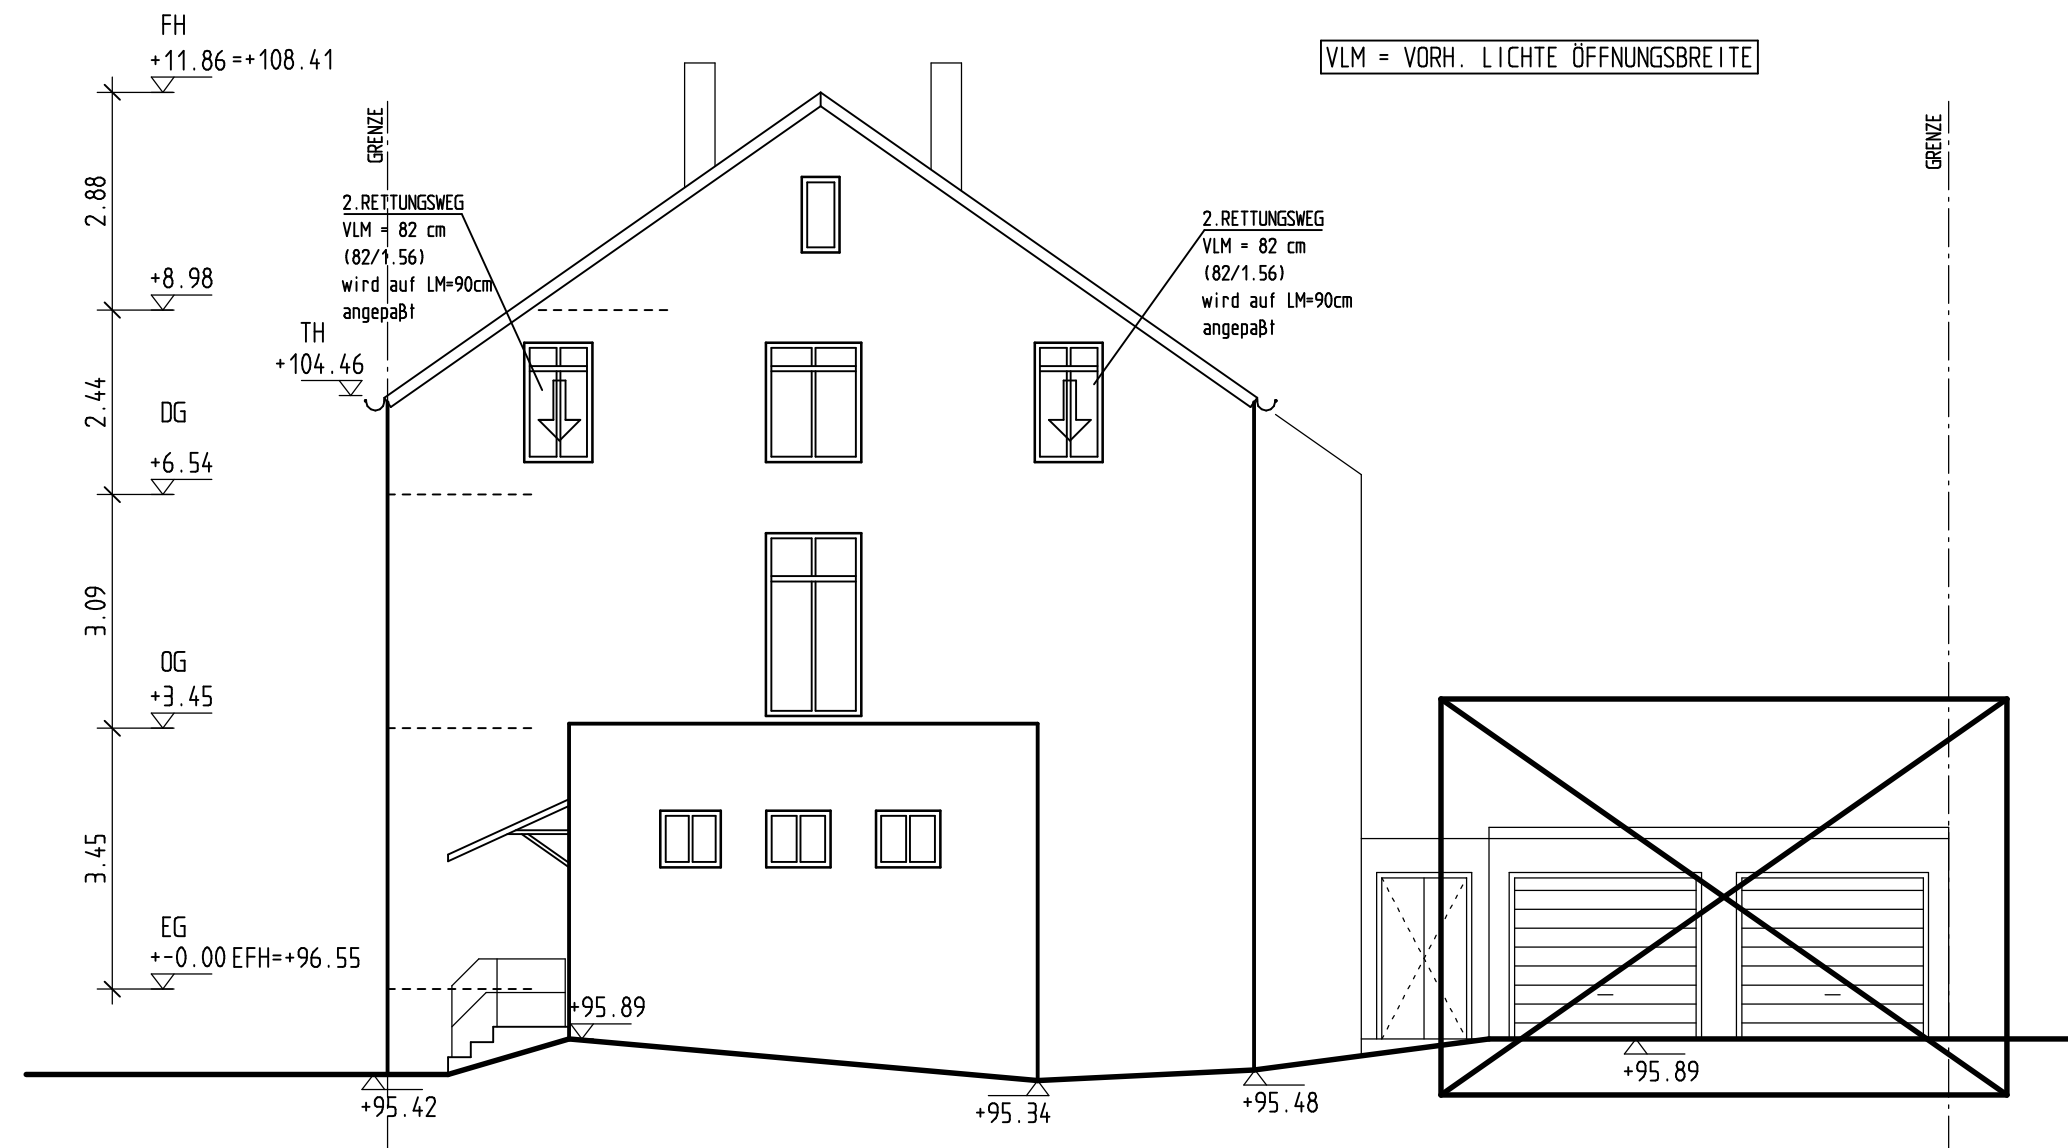 FH
+11.86=+108.41
VLM = VORH. LICHTE ÖFFNUNGSBREITE
GRENZE
GRENZE
2.88
2.RETTUNGSWEG
VLM = 82 cm
(82/1.56)
wird auf LM=90cm
angepaßt
2.RETTUNGSWEG
VLM = 82 cm
(82/1.56)
wird auf LM=90cm
angepaßt
+8.98
TH
+104.46
2.44
DG
+6.54
3.09
OG
+3.45
3.45
EG
+-0.00 EFH=+96.55
+95.89
+95.42
+95.34
+95.48
+95.89